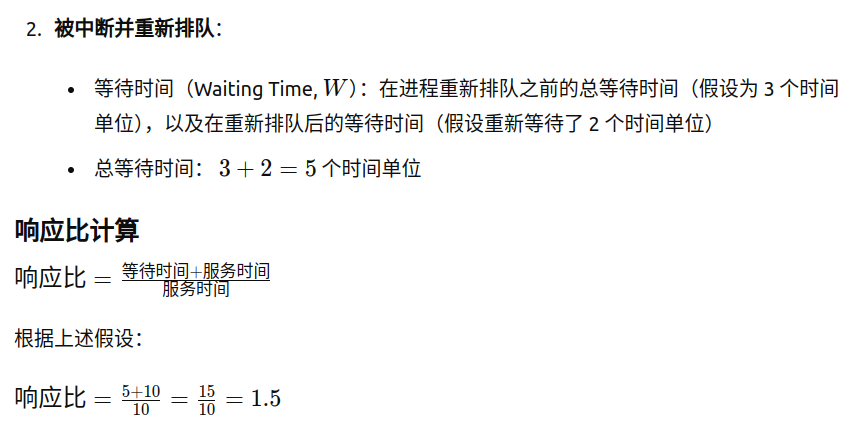 2. 被中断并重新排队：
• 等待时间（Waiting Time, W）：在进程重新排队之前的总等待时间（假设为 3 个时间
单位），以及在重新排队后的等待时间（假设重新等待了 2 个时间单位）
• 总等待时间： 3 + 2 = 5 个时间单位
响应比计算
响应比 = \frac{等待时间+服务时间}{服务时间}
根据上述假设：
响应比 = \frac{5+10}{10} = \frac{15}{10} = 1.5